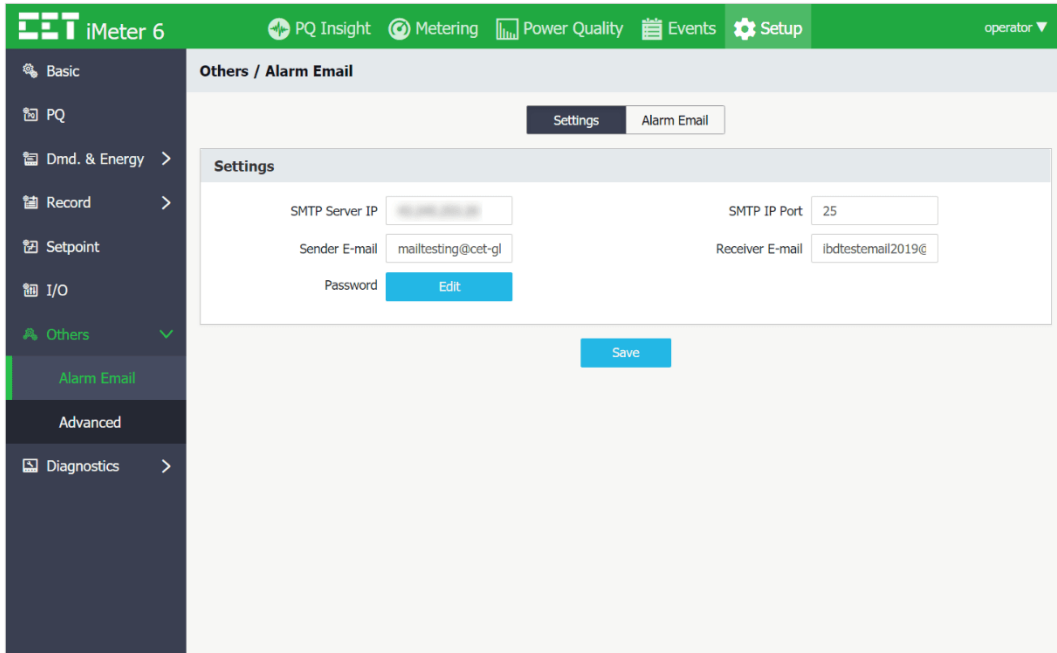 CET iMeter 6 PQ Insight Metering Power Quality Events Setup operator ▼
Basic
Others / Alarm Email
PQ
Settings Alarm Email
Dmd. & Energy
Settings
Record
SMTP Server IP
SMTP IP Port 25
Setpoint
Sender E-mail mailtesting@cet-gl
Receiver E-mail ibdtestemail2019@
I/O
Password Edit
Others
Save
Alarm Email
Advanced
Diagnostics